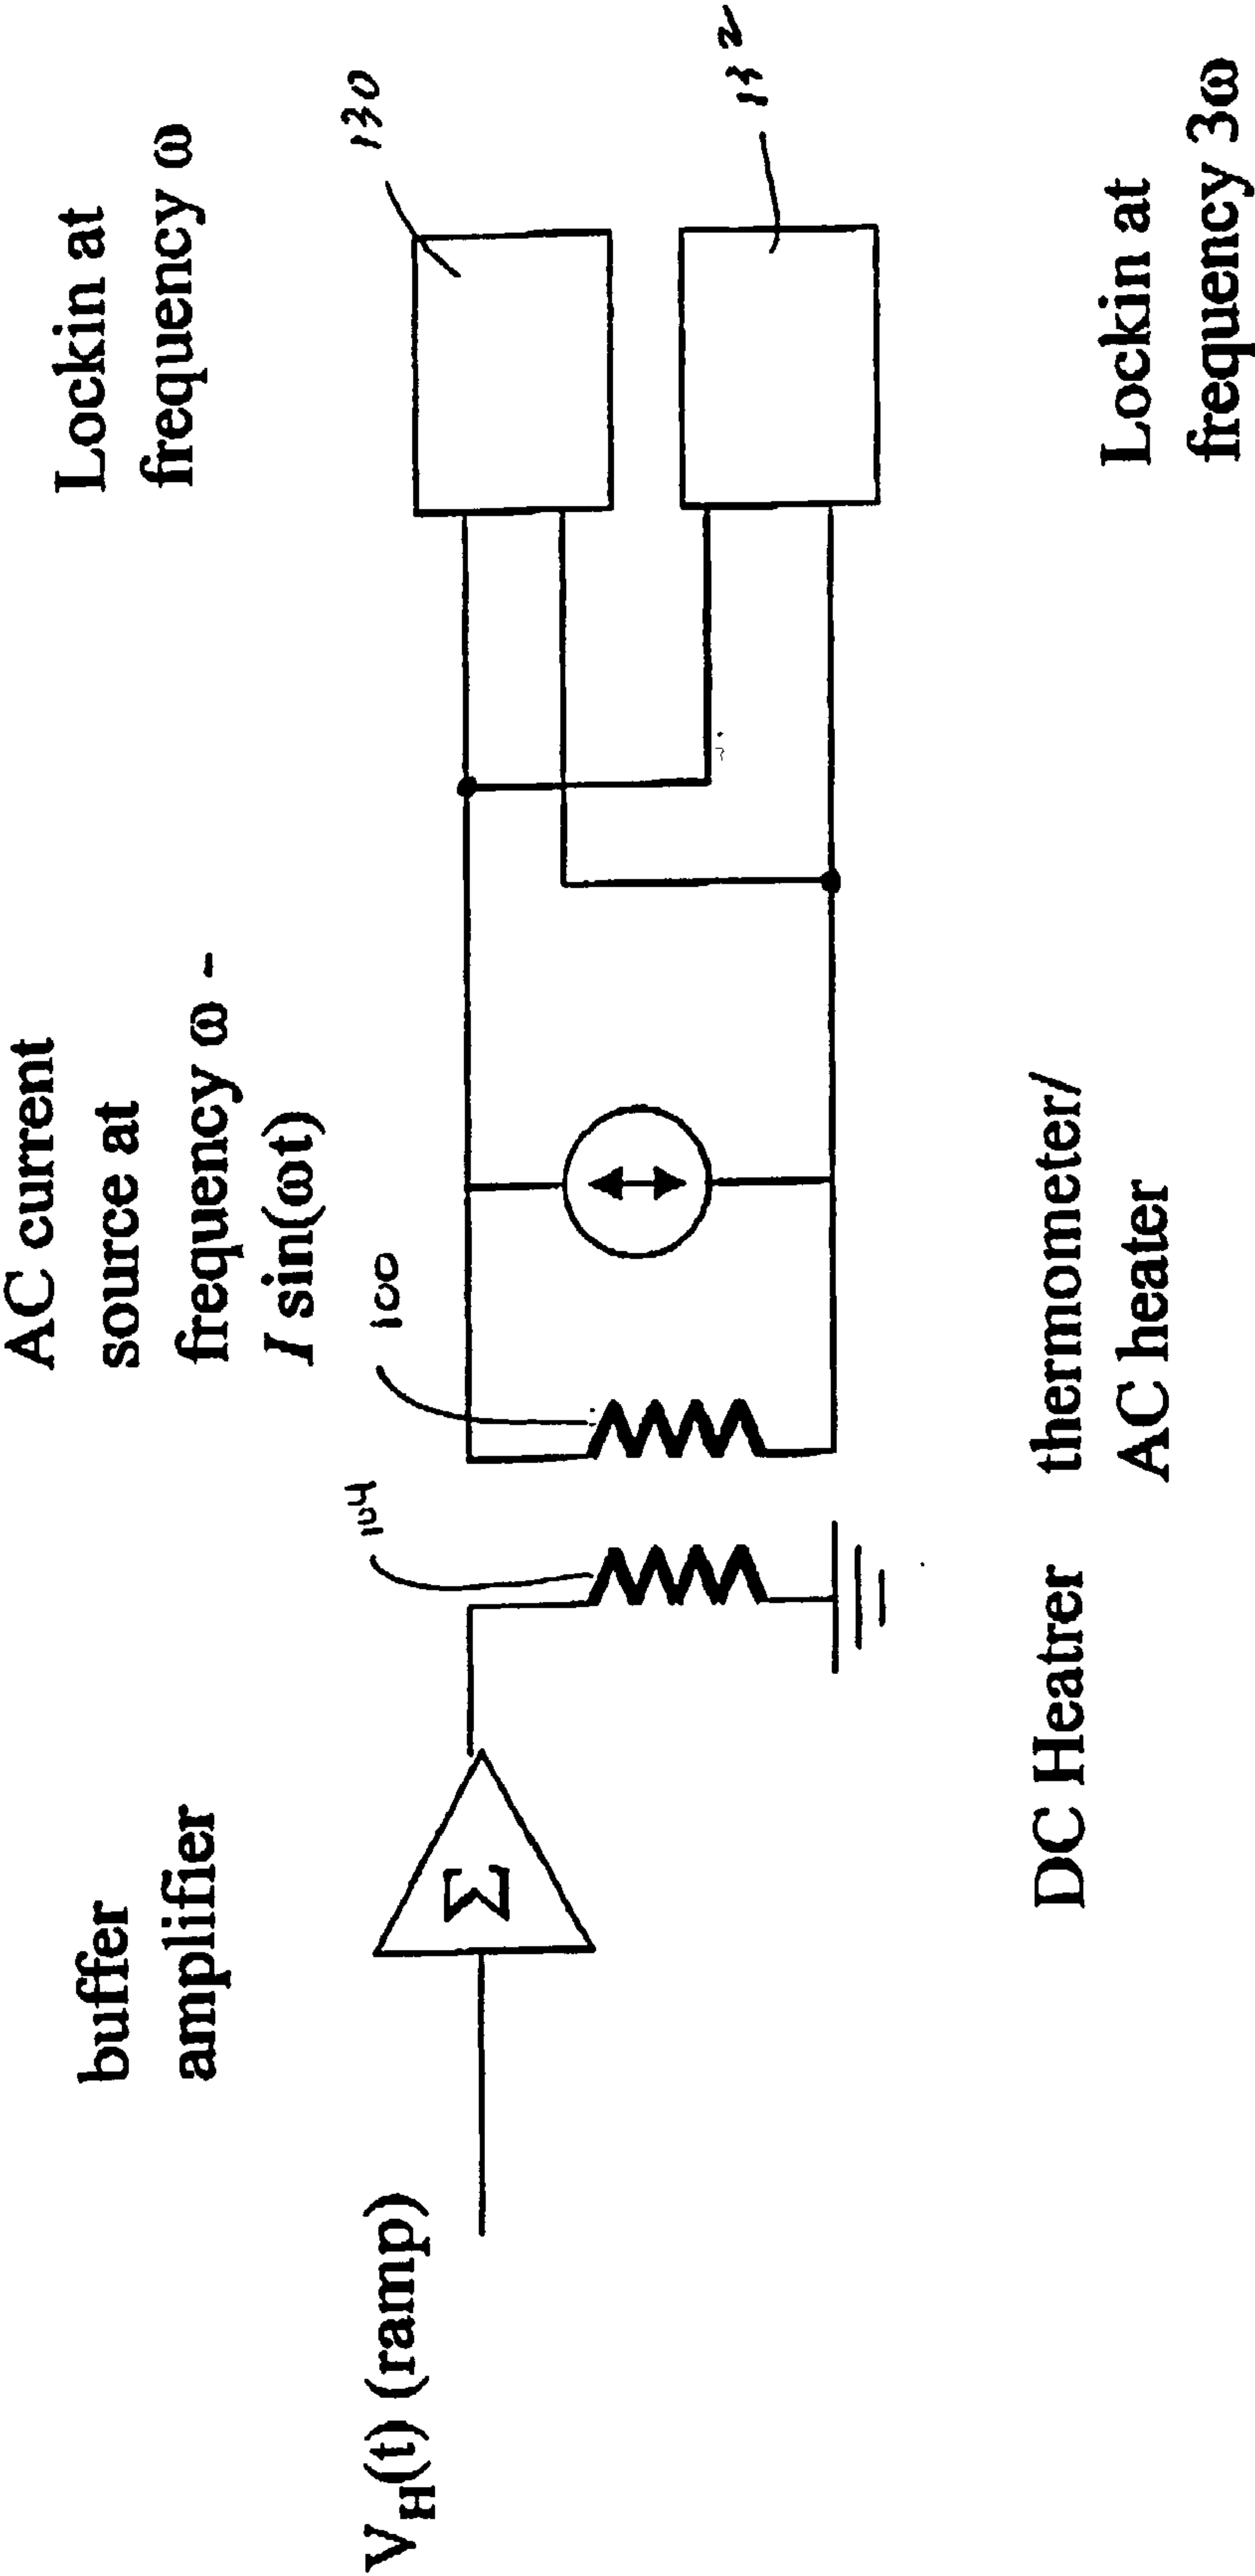 V_H(t) (ramp)
buffer
amplifier
Σ
104
DC Heatrer
AC current
source at
frequency ω -
I sin(ωt)
100
thermometer/
AC heater
Lockin at
frequency ω
130
132
Lockin at
frequency 3ω